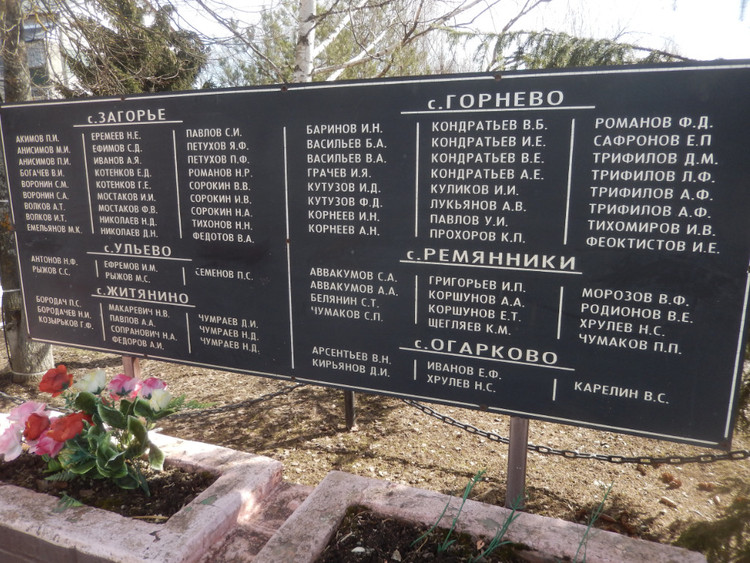 с.ЗАГОРЬЕ
АКИМОВ П.И.
АНИСИМОВ М.И.
АНИСИМОВ П.И.
БОГАЧЕВ В.И.
ВОРОНИН С.М.
ВОРОНИН С.А.
ВОЛКОВ А.Т.
ВОЛКОВ И.Т.
ЕМЕЛЬЯНОВ М.К.
ЕРЕМЕЕВ Н.Е.
ЕФИМОВ С.Д.
ИВАНОВ А.Я.
КОТЕНКОВ Е.Д.
КОТЕНКОВ Г.Е.
МОСТАКОВ И.И.
МОСТАКОВ Ф.В.
НИКОЛАЕВ Н.Д.
НИКОЛАЕВ Д.Н.
ПАВЛОВ С.И.
ПЕТУХОВ Я.Ф.
ПЕТУХОВ П.Ф.
РОМАНОВ Н.Р.
СОРОКИН В.В.
СОРОКИН И.В.
СОРОКИН Н.А.
ТИХОНОВ Н.Н.
ФЕДОТОВ В.А.
с.УЛЬЕВО
АНТОНОВ Н.Ф.
РЫЖОВ С.С.
ЕФРЕМОВ И.М.
РЫЖОВ М.С.
СЕМЕНОВ П.С.
с.ЖИТЯНИНО
БОРОДАЧ П.С.
БОРОДАЧЕВ Н.И.
КОЗЫРЬКОВ Г.Ф.
МАКАРЕВИЧ Н.В.
ПАВЛОВ А.А.
СОПРАНОВИЧ Н.А.
ФЕДОРОВ А.И.
ЧУМРАЕВ Д.И.
ЧУМРАЕВ Н.Д.
ЧУМРАЕВ Н.Д.
с.ГОРНЕВО
БАРИНОВ И.Н.
ВАСИЛЬЕВ Б.А.
ВАСИЛЬЕВ В.А.
ГРАЧЕВ И.Я.
КУТУЗОВ И.Д.
КУТУЗОВ Ф.Д.
КОРНЕЕВ И.Н.
КОРНЕЕВ А.Н.
КОНДРАТЬЕВ В.Б.
КОНДРАТЬЕВ И.Е.
КОНДРАТЬЕВ В.Е.
КОНДРАТЬЕВ А.Е.
КУЛИКОВ И.И.
ЛУКЬЯНОВ А.В.
ПАВЛОВ У.И.
ПРОХОРОВ К.П.
РОМАНОВ Ф.Д.
САФРОНОВ Е.П
ТРИФИЛОВ Д.М.
ТРИФИЛОВ Л.Ф.
ТРИФИЛОВ А.Ф.
ТРИФИЛОВ А.Ф.
ТИХОМИРОВ И.В.
ФЕОКТИСТОВ И.Е.
с.РЕМЯННИКИ
АВВАКУМОВ С.А.
АВВАКУМОВ А.А.
БЕЛЯНИН С.Т.
ЧУМАКОВ С.П.
ГРИГОРЬЕВ И.П.
КОРШУНОВ А.А.
КОРШУНОВ Е.Т.
ЩЕГЛЯЕВ К.М.
МОРОЗОВ В.Ф.
РОДИОНОВ В.Е.
ХРУЛЕВ Н.С.
ЧУМАКОВ П.П.
с.ОГАРКОВО
АРСЕНТЬЕВ В.Н.
КИРЬЯНОВ Д.И.
ИВАНОВ Е.Ф.
ХРУЛЕВ Н.С.
КАРЕЛИН В.С.